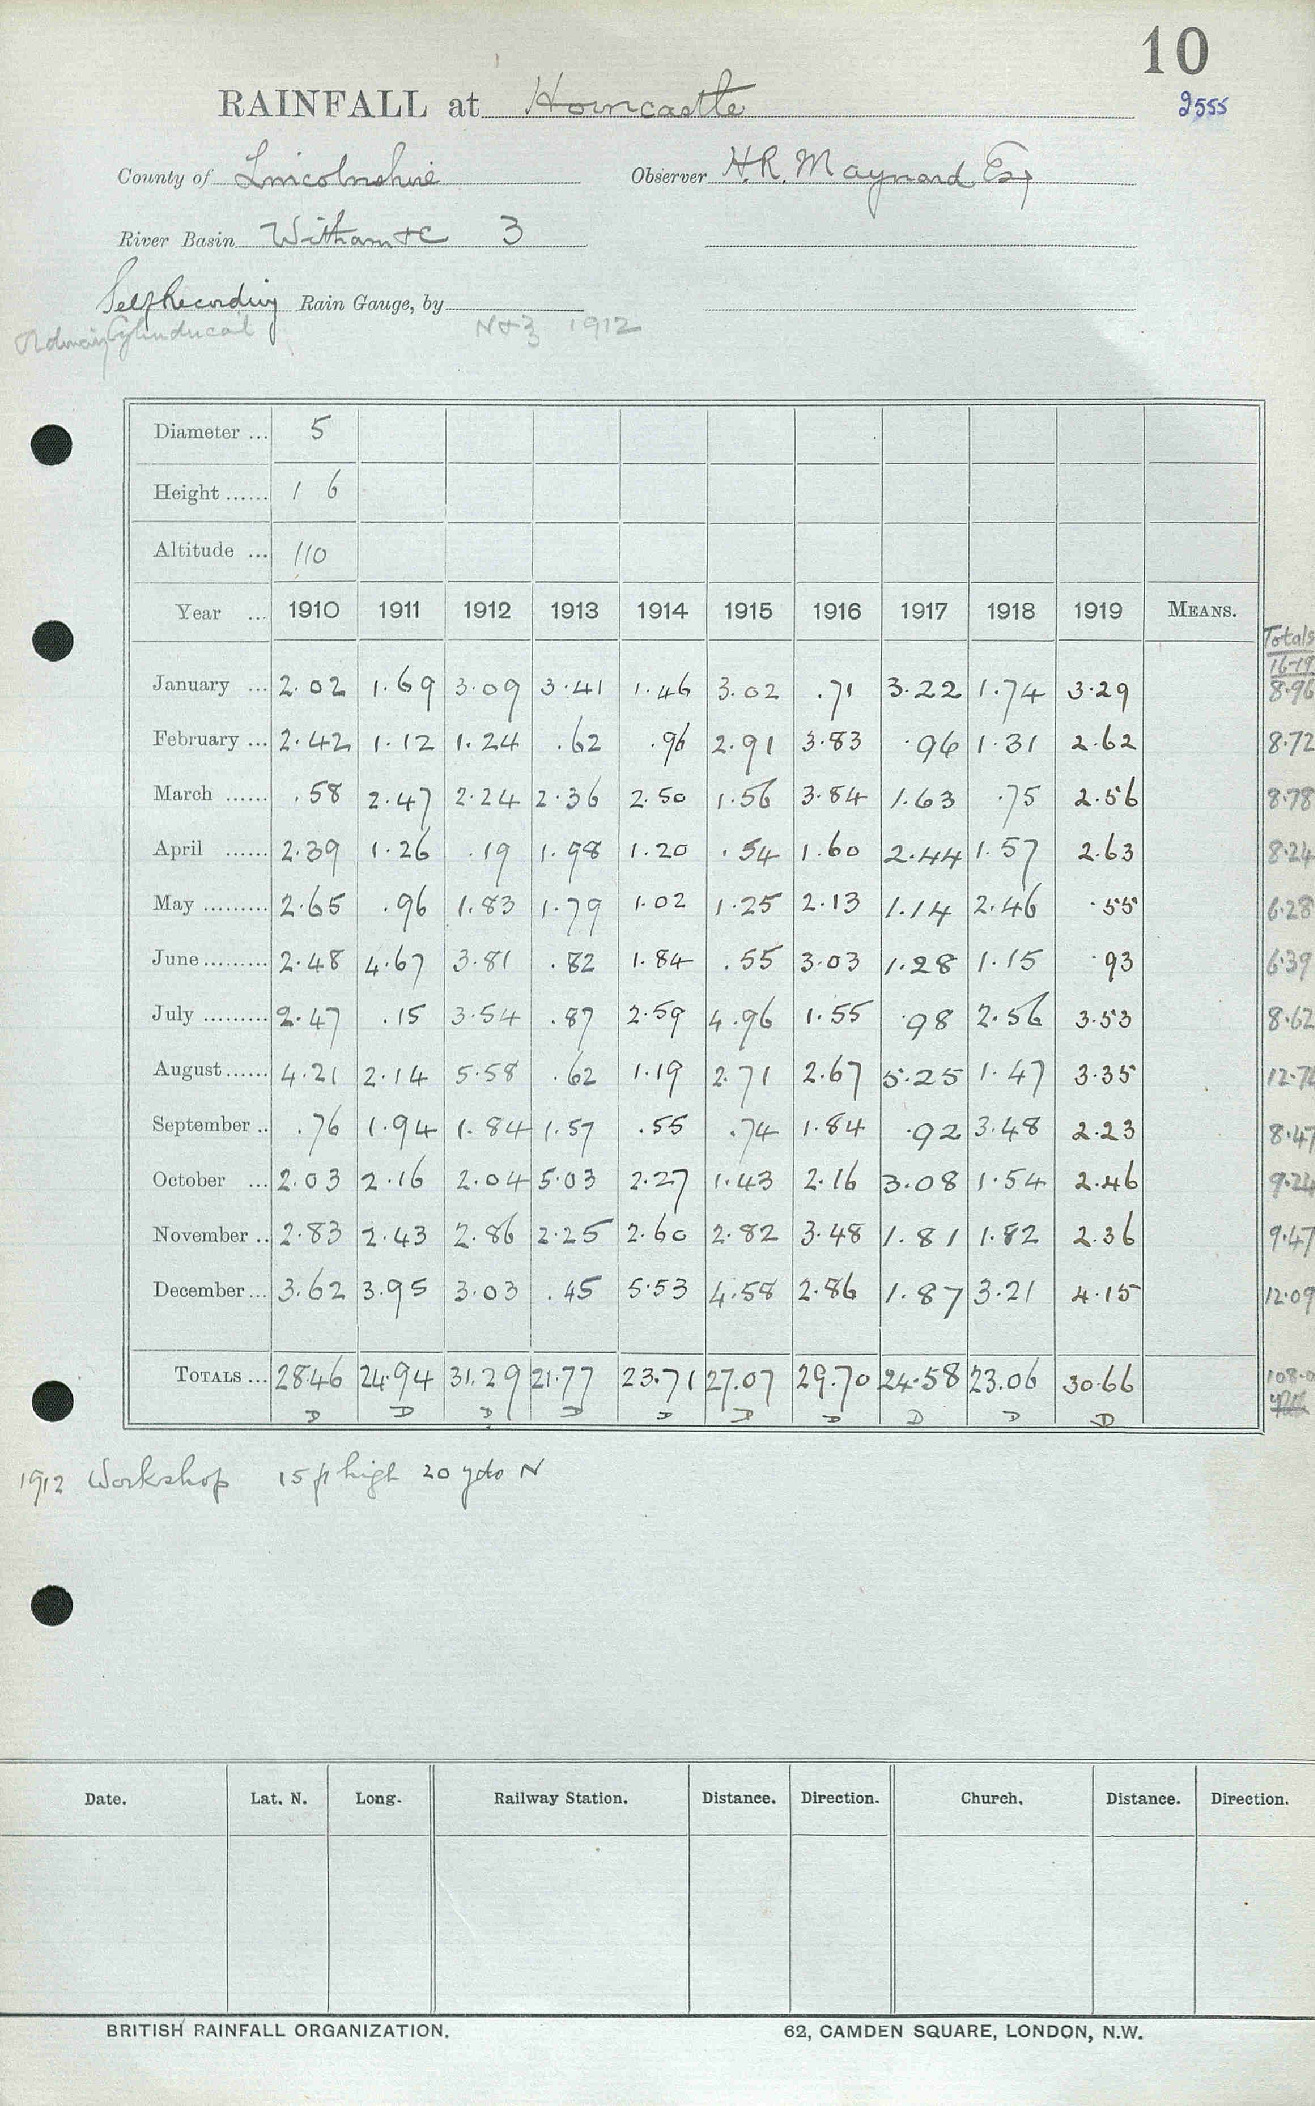 10
RAINFALL at Horncastle 2555
County of Lincolnshire Observer H.R. Maynard Esq
River Basin Witham &c 3
Self Recording Rain Gauge, by
Ordinary Cylindrical N & Z 1912
Diameter ... 5
Height ...... 1 6
Altitude ... 110
Year ... 1910 1911 1912 1913 1914 1915 1916 1917 1918 1919 MEANS. Totals 16-19
January ... 2.02 1.69 3.09 3.41 1.46 3.02 .71 3.22 1.74 3.29 8.96
February ... 2.42 1.12 1.24 .62 .96 2.91 3.83 .96 1.31 2.62 8.72
March ...... .58 2.47 2.24 2.36 2.50 1.56 3.84 1.63 .75 2.56 8.78
April ...... 2.39 1.26 .19 1.98 1.20 .54 1.60 2.44 1.57 2.63 8.24
May ......... 2.65 .96 1.83 1.79 1.02 1.25 2.13 1.14 2.46 .55 6.28
June ......... 2.48 4.67 3.81 .82 1.84 .55 3.03 1.28 1.15 .93 6.39
July ......... 2.47 .15 3.54 .87 2.59 4.96 1.55 .98 2.56 3.53 8.62
August ...... 4.21 2.14 5.58 .62 1.19 2.71 2.67 5.25 1.47 3.35 12.74
September .. .76 1.94 1.84 1.57 .55 .74 1.84 .92 3.48 2.23 8.47
October ... 2.03 2.16 2.04 5.03 2.27 1.43 2.16 3.08 1.54 2.46 9.24
November .. 2.83 2.43 2.86 2.25 2.60 2.82 3.48 1.81 1.82 2.36 9.47
December ... 3.62 3.95 3.03 .45 5.53 4.58 2.86 1.87 3.21 4.15 12.09
TOTALS ... 28.46 24.94 31.29 21.77 23.71 27.07 29.70 24.58 23.06 30.66 108.0
D D D D D D D D D D
1912 Workshop 15 ft high 20 yds N
Date. Lat. N. Long. Railway Station. Distance. Direction. Church. Distance. Direction.
BRITISH RAINFALL ORGANIZATION. 62, CAMDEN SQUARE, LONDON, N.W.